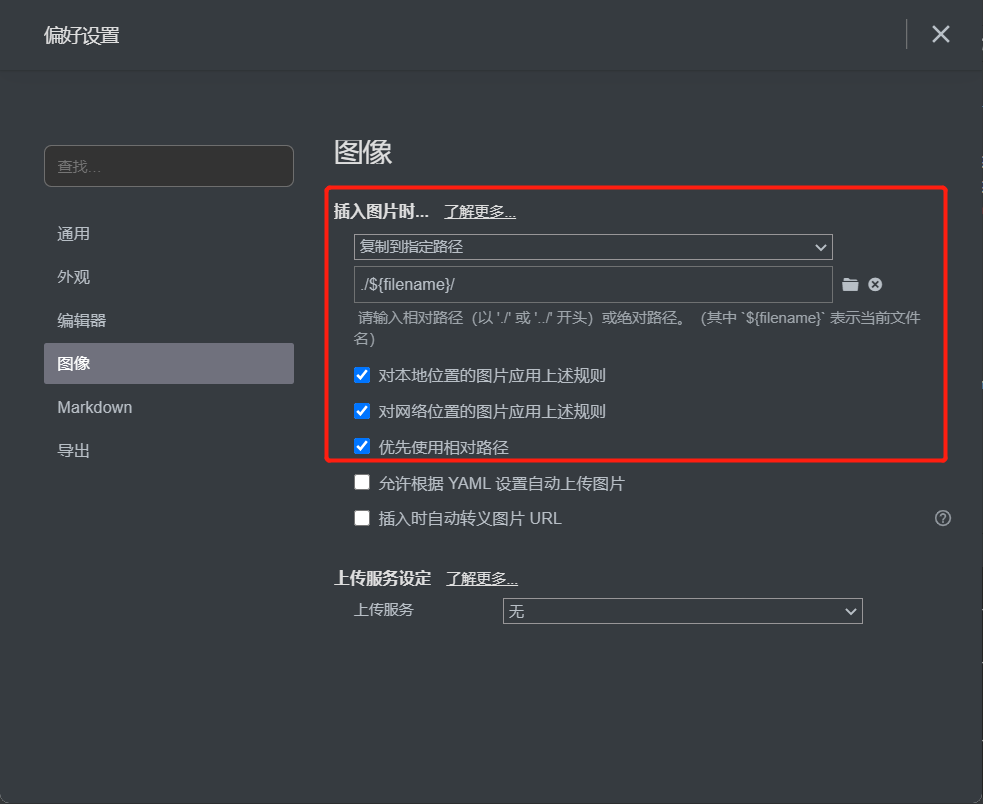 偏好设置
查找...
通用
外观
编辑器
图像
Markdown
导出
图像
插入图片时... 了解更多...
复制到指定路径
./${filename}/
请输入相对路径（以 './' 或 '../' 开头）或绝对路径。（其中 `${filename}` 表示当前文件
名）
对本地位置的图片应用上述规则
对网络位置的图片应用上述规则
优先使用相对路径
允许根据 YAML 设置自动上传图片
插入时自动转义图片 URL
上传服务设定 了解更多...
上传服务 无